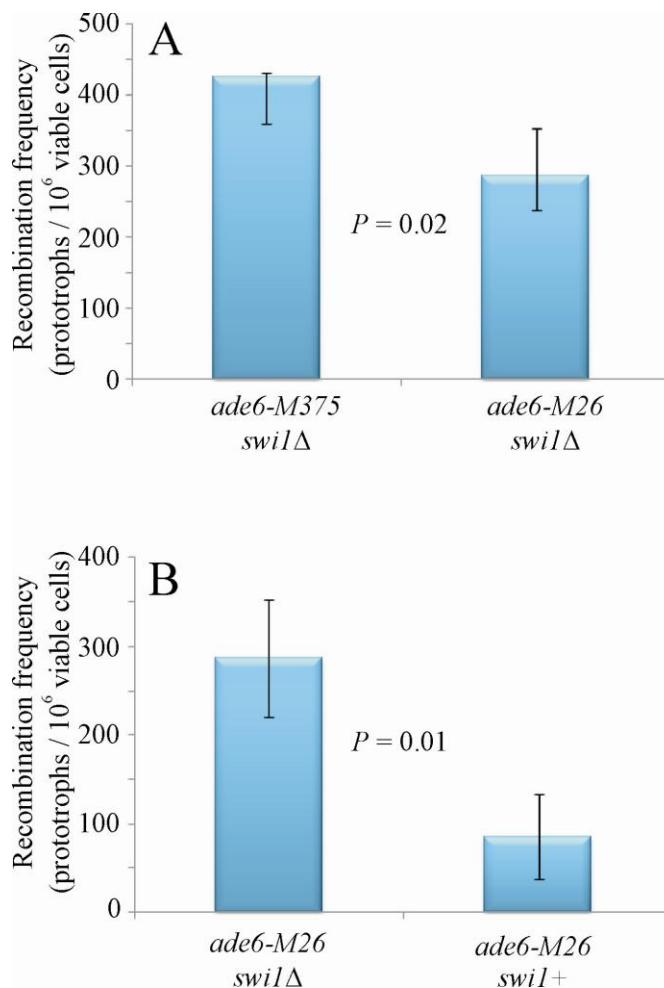 A
Recombination frequency
(prototrophs / 10⁶ viable cells)
500
400
300
200
100
0
P = 0.02
ade6-M375
swi1Δ
ade6-M26
swi1Δ
B
Recombination frequency
(prototrophs / 10⁶ viable cells)
400
300
200
100
0
P = 0.01
ade6-M26
swi1Δ
ade6-M26
swi1+